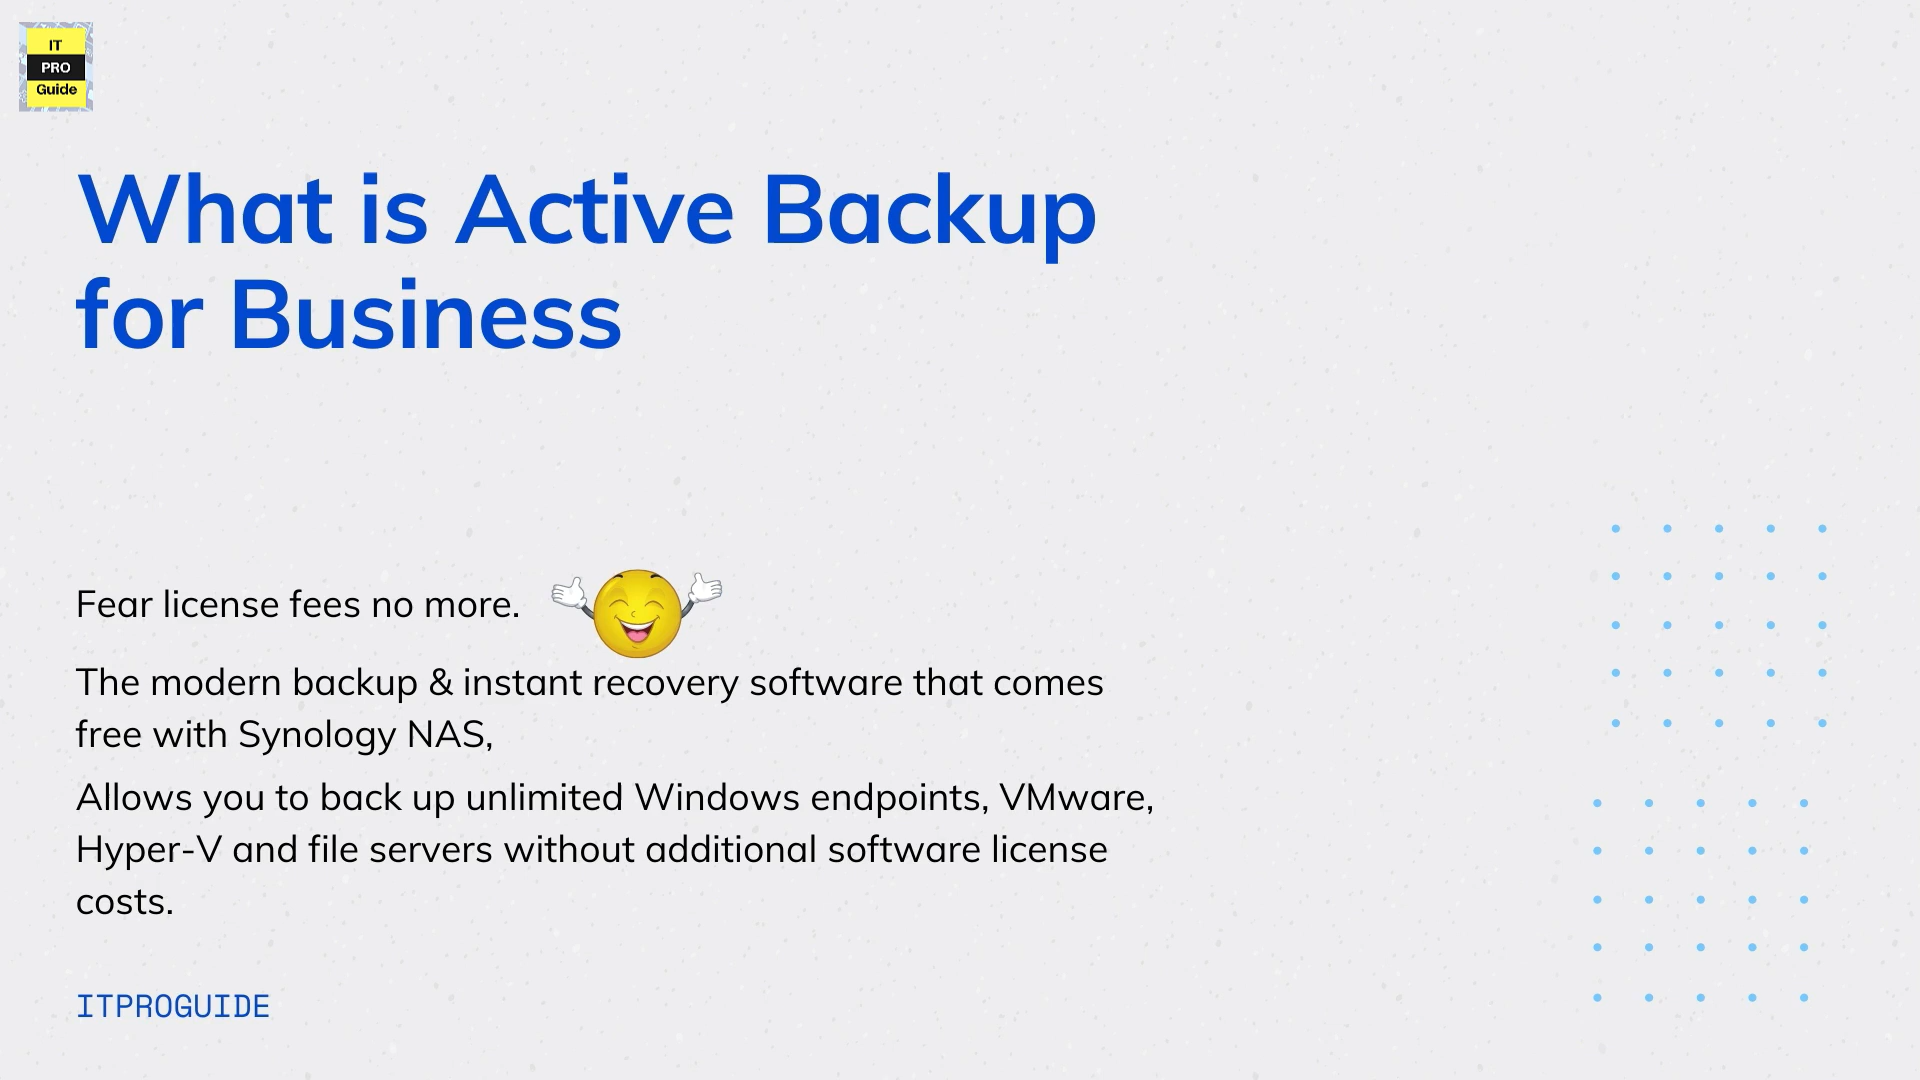 IT
PRO
Guide
What is Active Backup
for Business
Fear license fees no more.
The modern backup & instant recovery software that comes
free with Synology NAS,
Allows you to back up unlimited Windows endpoints, VMware,
Hyper-V and file servers without additional software license
costs.
ITPROGUIDE